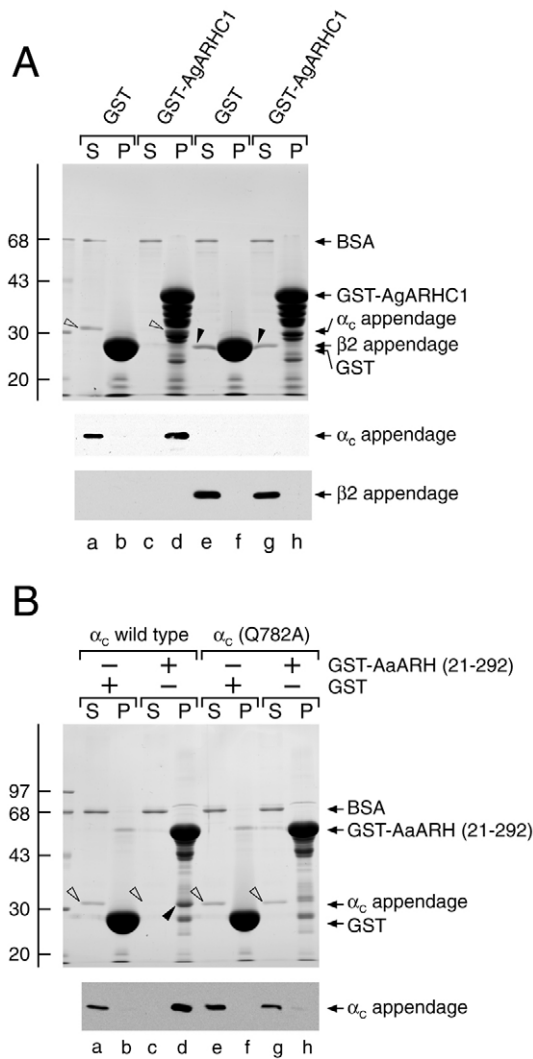 A
GST
GST-AgARHC1
GST
GST-AgARHC1
S P S P S P S P
68
43
30
20
BSA
GST-AgARHC1
αc appendage
β2 appendage
GST
αc appendage
β2 appendage
a b c d e f g h
B
αc wild type αc (Q782A)
− + − + GST-AaARH (21-292)
+ − + − GST
S P S P S P S P
97
68
43
30
20
BSA
GST-AaARH (21-292)
αc appendage
GST
αc appendage
a b c d e f g h